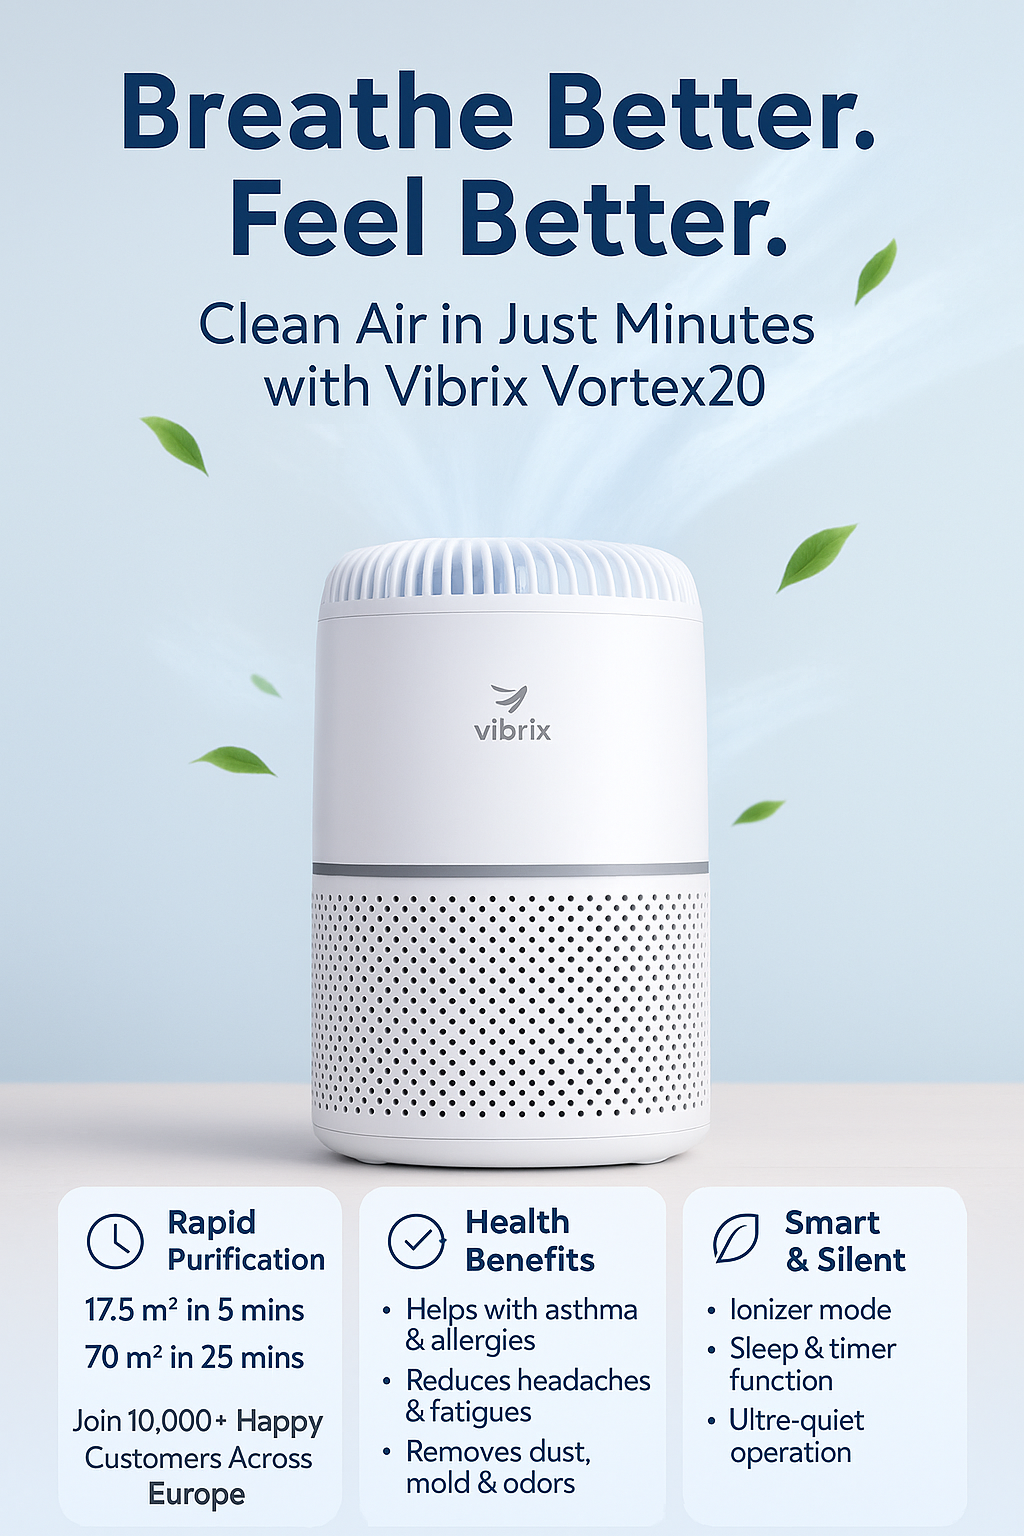 Breathe Better.
Feel Better.
Clean Air in Just Minutes
with Vibrix Vortex20
vibrix
Rapid
Purification
17.5 m² in 5 mins
70 m² in 25 mins
Join 10,000+ Happy
Customers Across
Europe
Health
Benefits
• Helps with asthma
& allergies
• Reduces headaches
& fatigues
• Removes dust,
mold & odors
Smart
& Silent
• Ionizer mode
• Sleep & timer
function
• Ultre-quiet
operation